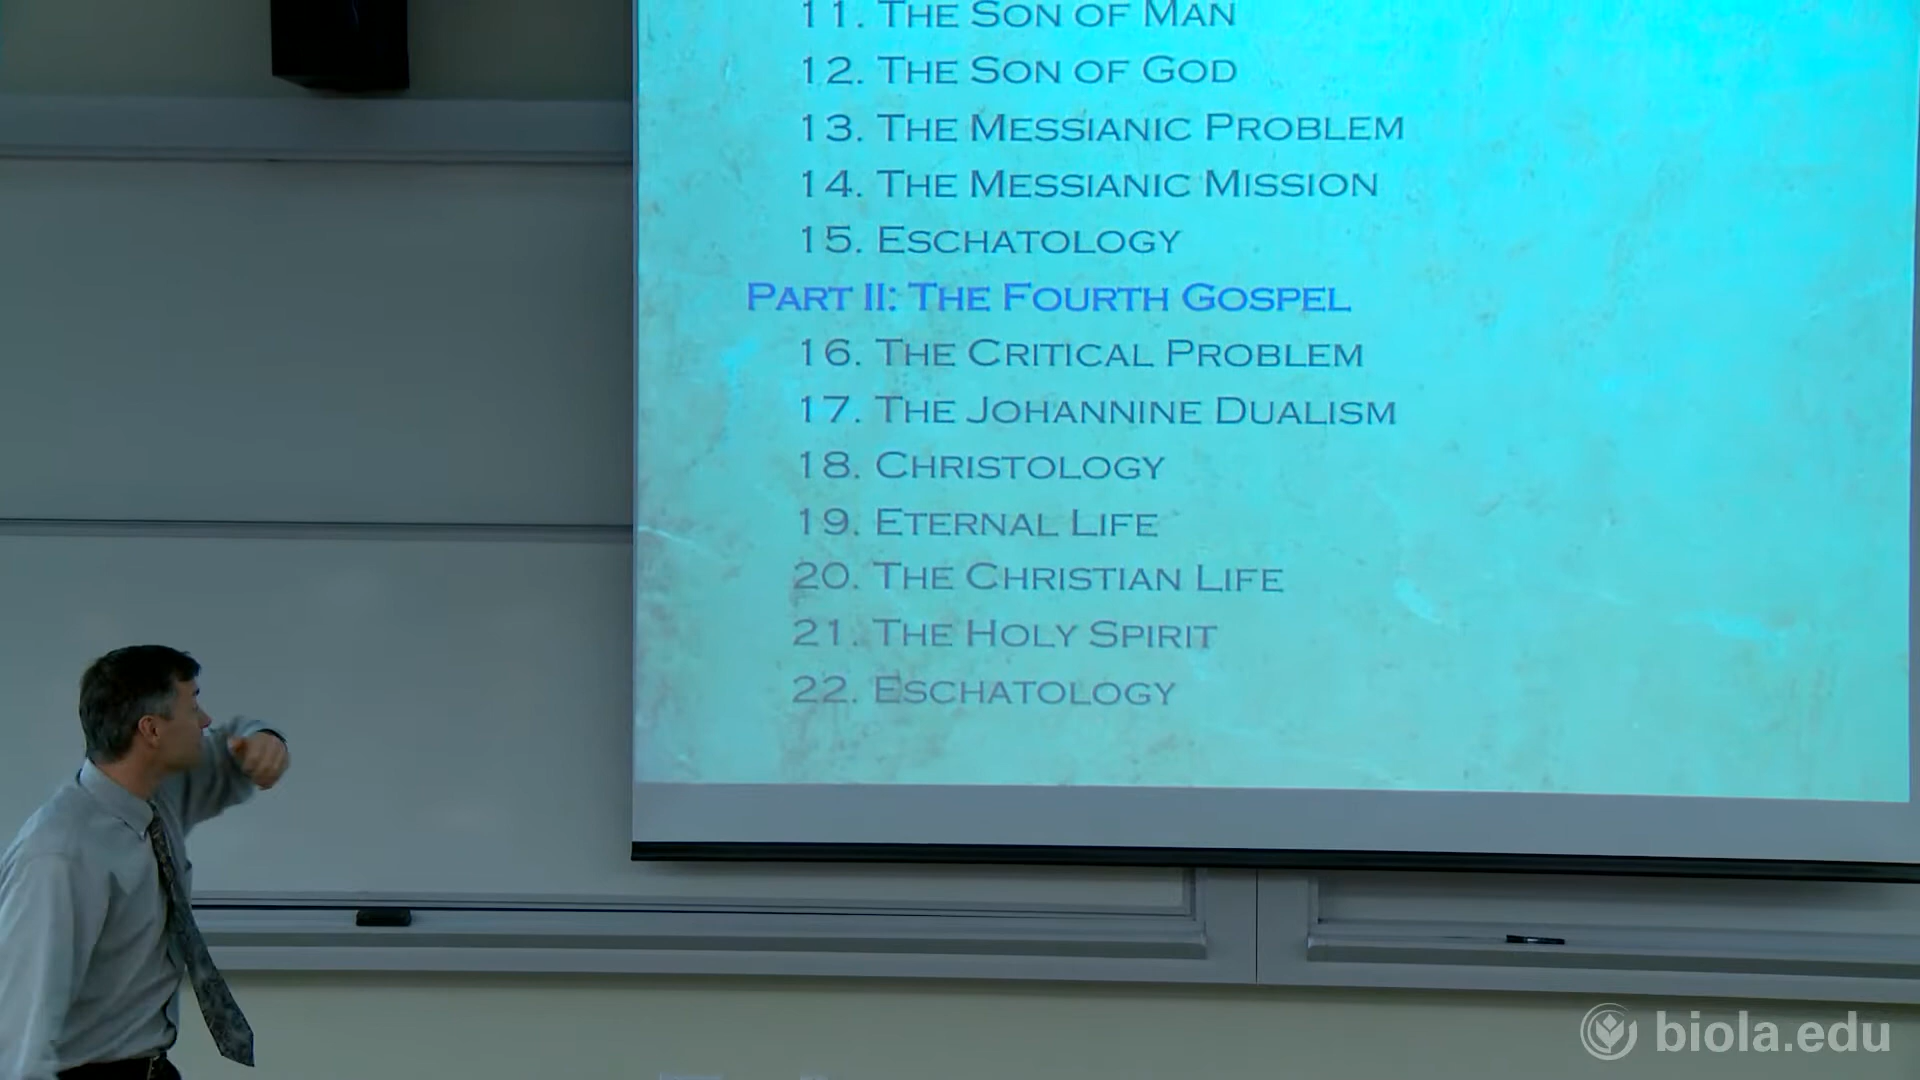 11. THE SON OF MAN
12. THE SON OF GOD
13. THE MESSIANIC PROBLEM
14. THE MESSIANIC MISSION
15. ESCHATOLOGY
PART II: THE FOURTH GOSPEL
16. THE CRITICAL PROBLEM
17. THE JOHANNINE DUALISM
18. CHRISTOLOGY
19. ETERNAL LIFE
20. THE CHRISTIAN LIFE
21. THE HOLY SPIRIT
22. ESCHATOLOGY
biola.edu